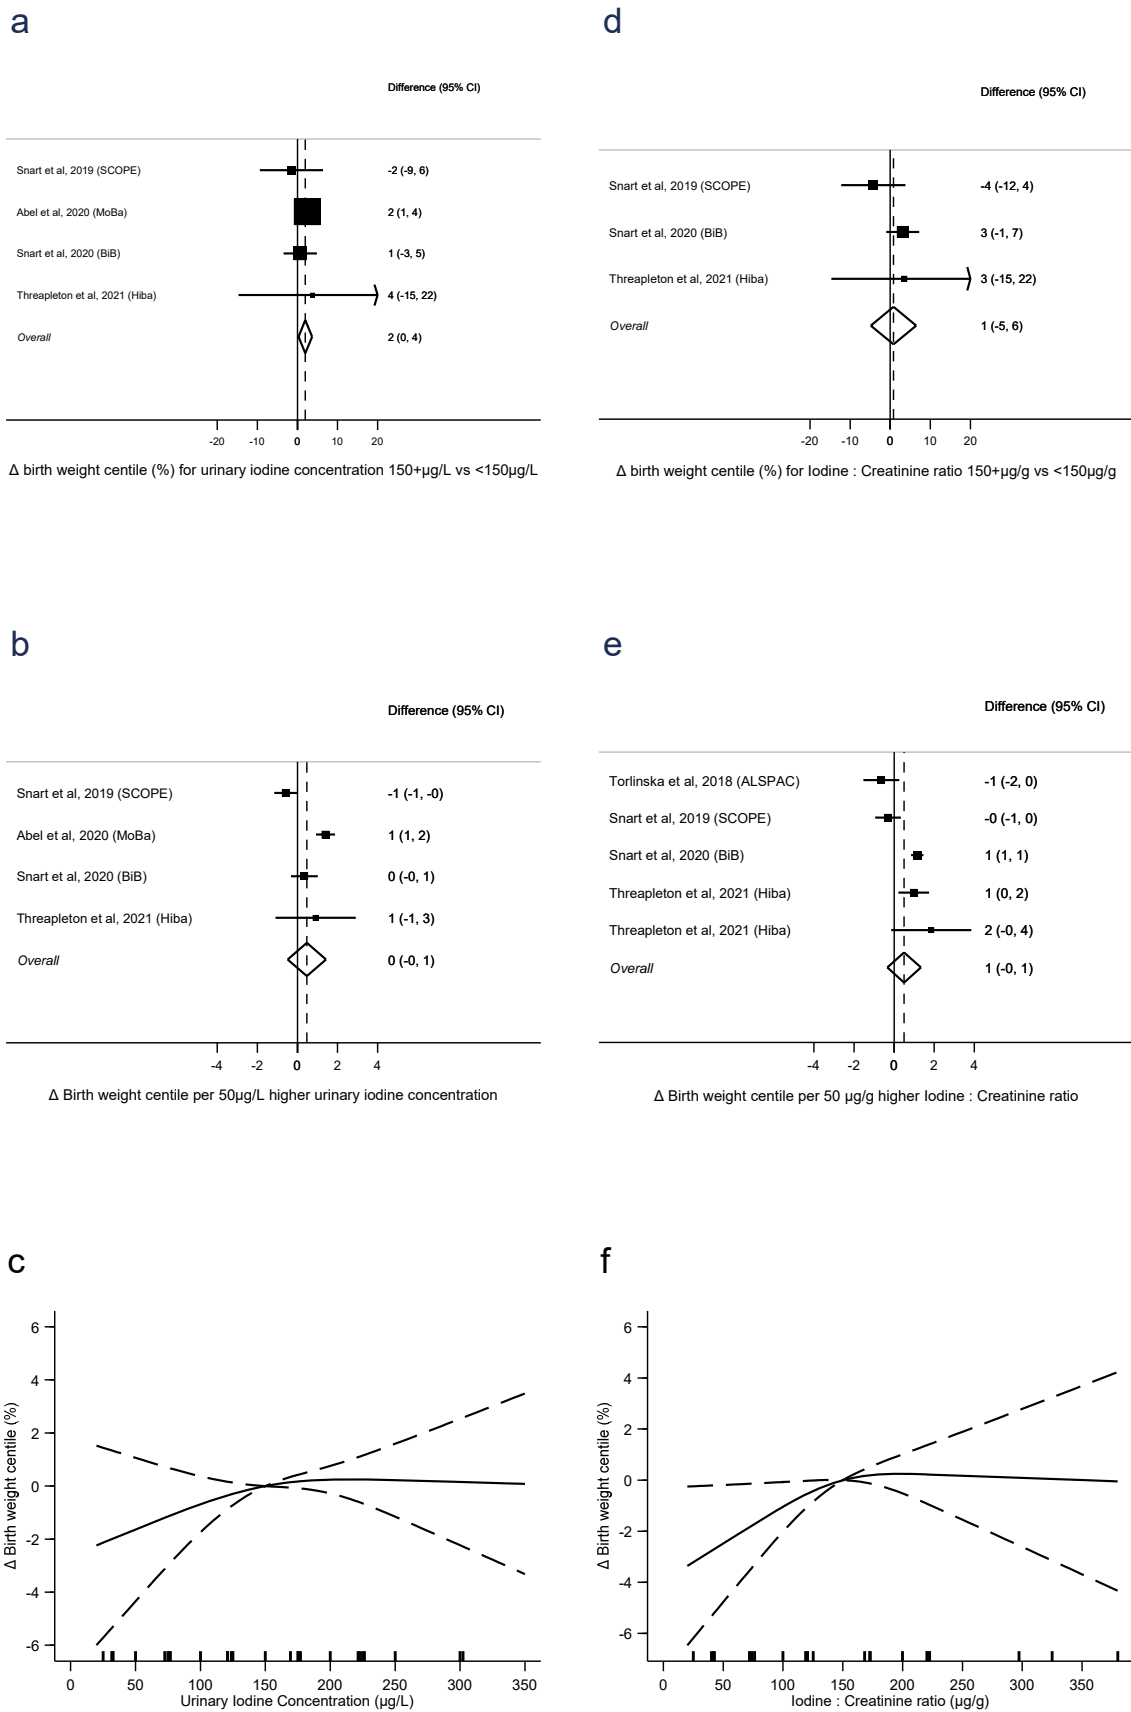 a
Difference (95% CI)
Snart et al, 2019 (SCOPE) -2 (-9, 6)
Abel et al, 2020 (MoBa) 2 (1, 4)
Snart et al, 2020 (BiB) 1 (-3, 5)
Threapleton et al, 2021 (Hiba) 4 (-15, 22)
Overall 2 (0, 4)
-20 -10 0 10 20
Δ birth weight centile (%) for urinary iodine concentration 150+µg/L vs <150µg/L
d
Difference (95% CI)
Snart et al, 2019 (SCOPE) -4 (-12, 4)
Snart et al, 2020 (BiB) 3 (-1, 7)
Threapleton et al, 2021 (Hiba) 3 (-15, 22)
Overall 1 (-5, 6)
-20 -10 0 10 20
Δ birth weight centile (%) for Iodine : Creatinine ratio 150+µg/g vs <150µg/g
b
Difference (95% CI)
Snart et al, 2019 (SCOPE) -1 (-1, -0)
Abel et al, 2020 (MoBa) 1 (1, 2)
Snart et al, 2020 (BiB) 0 (-0, 1)
Threapleton et al, 2021 (Hiba) 1 (-1, 3)
Overall 0 (-0, 1)
-4 -2 0 2 4
Δ Birth weight centile per 50µg/L higher urinary iodine concentration
e
Difference (95% CI)
Torlinska et al, 2018 (ALSPAC) -1 (-2, 0)
Snart et al, 2019 (SCOPE) -0 (-1, 0)
Snart et al, 2020 (BiB) 1 (1, 1)
Threapleton et al, 2021 (Hiba) 1 (0, 2)
Threapleton et al, 2021 (Hiba) 2 (-0, 4)
Overall 1 (-0, 1)
-4 -2 0 2 4
Δ Birth weight centile per 50 µg/g higher Iodine : Creatinine ratio
c
Δ Birth weight centile (%)
6
4
2
0
-2
-4
-6
0 50 100 150 200 250 300 350
Urinary Iodine Concentration (µg/L)
f
Δ Birth weight centile (%)
6
4
2
0
-2
-4
-6
0 50 100 150 200 250 300 350
Iodine : Creatinine ratio (µg/g)